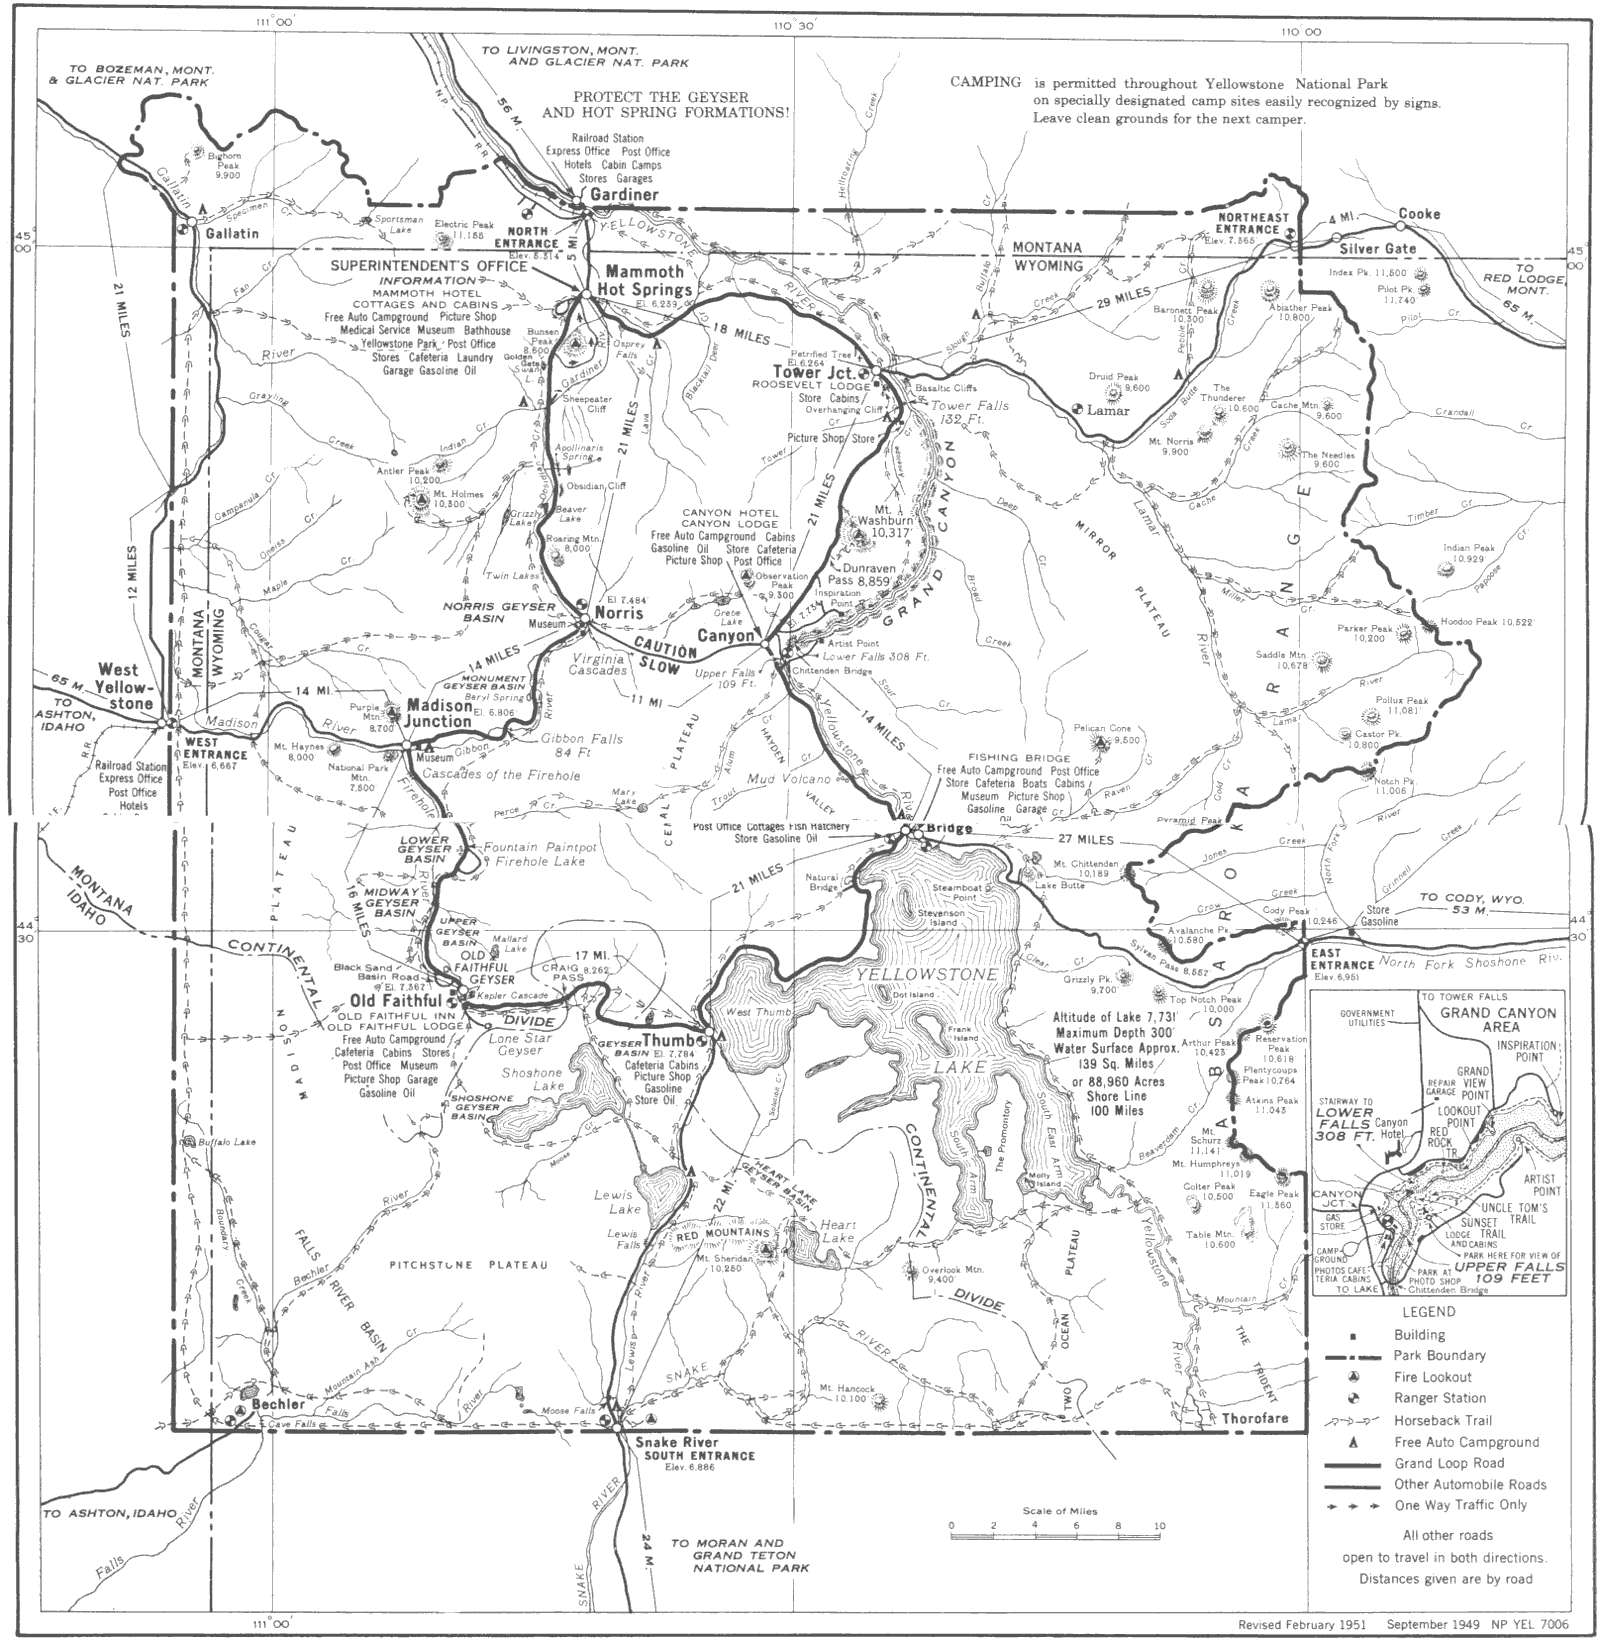 111° 00'
110° 30'
110° 00
TO BOZEMAN, MONT.
& GLACIER NAT. PARK
TO LIVINGSTON, MONT.
AND GLACIER NAT. PARK
56 M.
NP
RR
PROTECT THE GEYSER
AND HOT SPRING FORMATIONS!
CAMPING is permitted throughout Yellowstone National Park
on specially designated camp sites easily recognized by signs.
Leave clean grounds for the next camper.
Railroad Station
Express Office Post Office
Hotels Cabin Camps
Stores Garages
Gardiner
Bighorn
Peak
9,900
Gallatin
Specimen
Cr
Gallatin
Sportsman
Lake
Electric Peak
11,155
NORTH
ENTRANCE
Elev. 5,314
5 MI.
YELLOWSTONE
RIVER
Hellroaring
Creek
Buffalo
Cr
NORTHEAST
ENTRANCE
Elev. 7,365
4 MI.
Cooke
Silver Gate
TO
RED LODGE,
MONT.
65 M.
45°
00'
MONTANA
WYOMING
45°
00'
SUPERINTENDENT'S OFFICE
INFORMATION
MAMMOTH HOTEL
COTTAGES AND CABINS
Free Auto Campground Picture Shop
Medical Service Museum Bathhouse
Yellowstone Park Post Office
Stores Cafeteria Laundry
Garage Gasoline Oil
Mammoth
Hot Springs
El. 6,239
Bunsen
Peak
8,600
Golden
Gate
Swan
L.
Osprey
Falls
Gardiner
Sheepeater
Cliff
Lava
Cr
Blacktail Deer
Cr
18 MILES
21 MILES
21 MILES
Fan
Cr
River
Grayling
Creek
Indian
Cr
Antler Peak
10,200
Mt. Holmes
10,300
Apollinaris
Spring
Obsidian
Obsidian Cliff
Grizzly
Lake
Beaver
Lake
Roaring Mtn.
8,000
Twin Lakes
Petrified Tree
El. 6,264
Tower Jct.
ROOSEVELT LODGE
Store Cabins
Overhanging Cliff
Picture Shop Store
Basaltic Cliffs
Tower Falls
132 Ft.
Tower
Cr
Slough
Creek
29 MILES
Index Pk. 11,500
Pilot Pk.
11,740
Pilot
Cr
Baronett Peak
10,300'
Abiather Peak
10,800
Pebble
Creek
Druid Peak
9,600
Lamar
The
Thunderer
10,600
Cache Mtn.
9,600
Soda Butte
Mt. Norris
9,900
The Needles
9,600
Cache
Creek
Crandall
Cr.
Timber
Cr
Indian Peak
10,929
Papoose
Cr
Lamar
River
MIRROR
PLATEAU
Deep
Cr
Broad
Creek
Miller
Cr.
Parker Peak
10,200
Hoodoo Peak 10,522
Saddle Mtn.
10,678
River
Lamar
Pollux Peak
11,081'
Castor Pk.
10,800
Notch Pk.
11,006
Pyramid Peak
ABSAROKA
RANGE
GRAND CANYON
GRAND CANYON
CANYON HOTEL
CANYON LODGE
Free Auto Campground Cabins
Gasoline Oil Store Cafeteria
Picture Shop Post Office
21 MILES
Mt.
Washburn
10,317'
Dunraven
Pass 8,859'
Observation
Peak
9,300
Inspiration
Point
Grebe
Lake
Canyon
Artist Point
Lower Falls 308 Ft.
Chittenden Bridge
Upper Falls
109 Ft.
11 MI
CAUTION
SLOW
Virginia
Cascades
El. 7,484'
Norris
NORRIS GEYSER
BASIN
Museum
14 MILES
Campanula
Cr
Oneiss
Cr.
Maple
Cr
Cougar
12 MILES
MONTANA
WYOMING
West
Yellow-
stone
65 M.
TO
ASHTON,
IDAHO
RR
14 MI.
Madison
River
WEST
ENTRANCE
Elev. 6,667
Railroad Station
Express Office
Post Office
Hotels
Purple
Mtn.
8,700
Mt. Haynes
8,000'
National Park
Mtn.
7,500
Madison
Junction
El. 6,806'
Museum
Gibbon
River
MONUMENT
GEYSER BASIN
Beryl Spring
Gibbon Falls
84 Ft
Cascades of the Firehole
Firehole
Perce
Cr.
Mary
Lake
CENTRAL
PLATEAU
Alum
Cr
Trout
Cr
HAYDEN
VALLEY
Mud Volcano
Yellowstone
River
Sour
Creek
14 MILES
Pelican Cone
9,500
FISHING BRIDGE
Free Auto Campground Post Office
Store Cafeteria Boats Cabins
Museum Picture Shop
Gasoline Garage
Oil
Raven
Cr
Cold
Cr.
Post Office Cottages Fish Hatchery
Store Gasoline Oil
Bridge
27 MILES
Mt. Chittenden
10,189
Lake Butte
Jones
Creek
Crow
Creek
North Fork
River
Creek
Grinnell
Cody Peak
10,246
Store
Gasoline
TO CODY, WYO.
53 M.
Avalanche Pk.
10,580
Sylvan Pass 8,557
EAST
ENTRANCE
Elev. 6,951
North Fork Shoshone Riv.
44°
30'
44°
30'
LOWER
GEYSER
BASIN
Fountain Paintpot
Firehole Lake
MIDWAY
GEYSER
BASIN
River
16 MILES
UPPER
GEYSER
BASIN
Mallard
Lake
OLD
FAITHFUL
GEYSER
Black Sand
Basin Road
El. 7,367'
Old Faithful
OLD FAITHFUL INN
OLD FAITHFUL LODGE
Free Auto Campground
Cafeteria Cabins Stores
Post Office Museum
Picture Shop Garage
Gasoline Oil
Kepler Cascade
CRAIG
PASS
8,262'
17 MI.
DIVIDE
Lone Star
Geyser
Shoshone
Lake
SHOSHONE
GEYSER
BASIN
MONTANA
IDAHO
CONTINENTAL
MADISON
PLATEAU
Buffalo Lake
Boundary
Creek
Natural
Bridge
21 MILES
Steamboat
Point
Stevenson
Island
YELLOWSTONE
LAKE
Dot Island
Frank
Island
West Thumb
GEYSER
BASIN
Thumb
El. 7,784'
Cafeteria Cabins
Picture Shop
Gasoline
Store Oil
Solution
Cr
Clear
Cr
Grizzly Pk.
9,700'
Top Notch Peak
10,000
Altitude of Lake 7,731'
Maximum Depth 300'
Water Surface Approx.
139 Sq. Miles
or 88,960 Acres
Shore Line
100 Miles
Arthur Peak
10,423'
Reservation
Peak
10,618
Plentycoups
Peak 10,764
Atkins Peak
11,043
Mt.
Schurz
11,141
Mt. Humphreys
11,019
Colter Peak
10,500
Eagle Peak
11,360
Table Mtn.
10,600
Beaverdam
Cr.
The Promontory
South Arm
South East Arm
Molly
Island
CONTINENTAL
DIVIDE
Moose
Cr.
Lewis
Lake
Lewis
Falls
22 MI.
HEART LAKE
GEYSER BASIN
RED MOUNTAINS
Mt. Sheridan
10,250'
Heart
Lake
Overlook Mtn.
9,400'
PITCHSTONE PLATEAU
River
Bechler
FALLS
RIVER
BASIN
Mountain Ash
Cr
Bechler
Falls
Cave Falls
River
Moose Falls
Lewis
River
SNAKE
RIVER
Mt. Hancock
10,100'
TWO
OCEAN
PLATEAU
Yellowstone
River
Mountain
Cr
THE
TRIDENT
Thorofare
Snake River
SOUTH ENTRANCE
Elev. 6,886
TO ASHTON, IDAHO
Falls
River
SNAKE
RIVER
24 M.
TO MORAN AND
GRAND TETON
NATIONAL PARK
Scale of Miles
0 2 4 6 8 10
TO TOWER FALLS
GOVERNMENT
UTILITIES
GRAND CANYON
AREA
INSPIRATION
POINT
GRAND
VIEW
POINT
REPAIR
GARAGE
STAIRWAY TO
LOWER
FALLS
308 FT.
Canyon
Hotel
LOOKOUT
POINT
RED
ROCK
TR.
ARTIST
POINT
CANYON
JCT.
GAS
STORE
UNCLE TOM'S
TRAIL
SUNSET
TRAIL
LODGE
AND CABINS
CAMP-
GROUND
PHOTOS CAFE-
TERIA CABINS
PARK HERE FOR VIEW OF
UPPER FALLS
109 FEET
PARK AT
PHOTO SHOP
TO LAKE
Chittenden Bridge
LEGEND
Building
Park Boundary
Fire Lookout
Ranger Station
Horseback Trail
Free Auto Campground
Grand Loop Road
Other Automobile Roads
One Way Traffic Only
All other roads
open to travel in both directions.
Distances given are by road
111° 00'
Revised February 1951 September 1949 NP YEL 7006